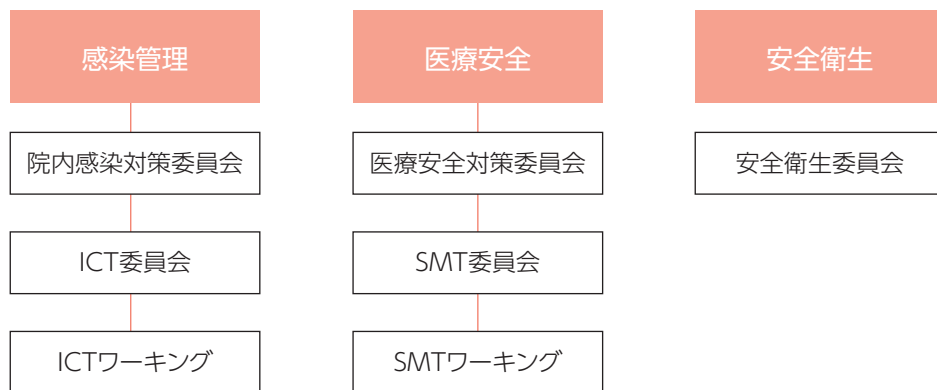 感染管理
院内感染対策委員会
ICT委員会
ICTワーキング
医療安全
医療安全対策委員会
SMT委員会
SMTワーキング
安全衛生
安全衛生委員会